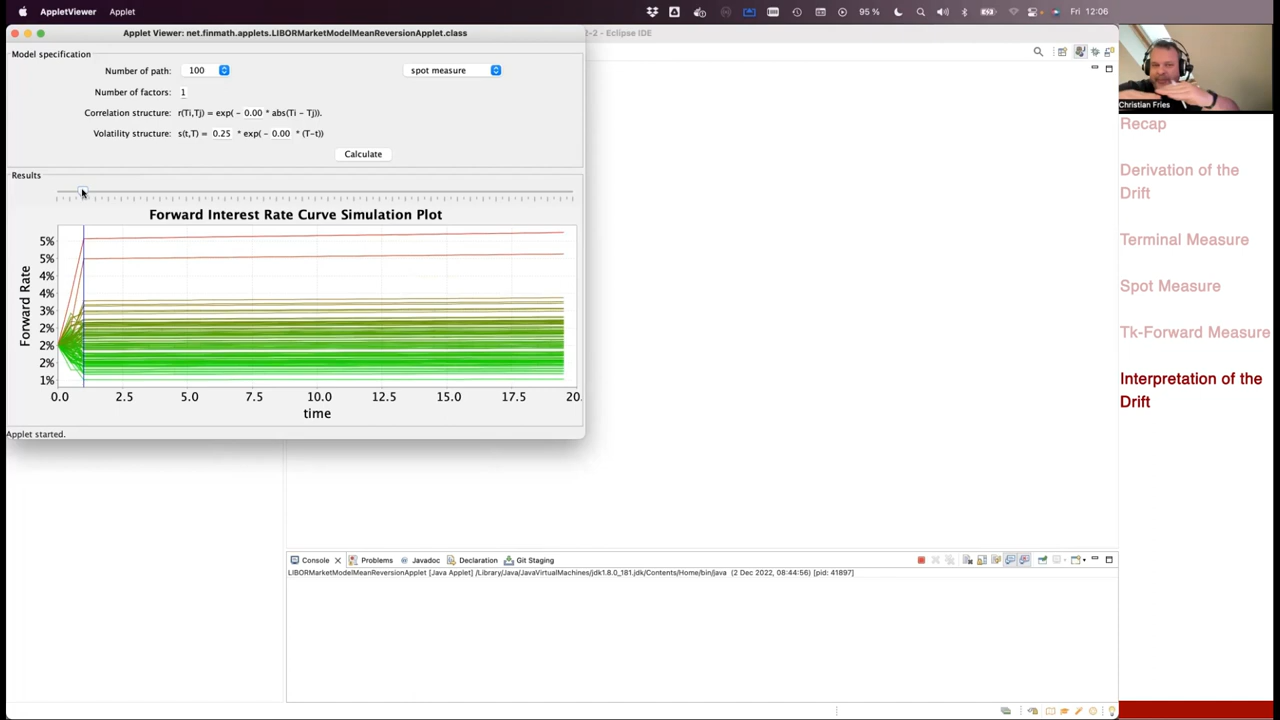 AppletViewer Applet 95 % Fri 12:06
Applet Viewer: net.finmath.applets.LIBORMarketModelMeanReversionApplet.class
-2 - Eclipse IDE
Model specification
Number of path: 100 spot measure
Number of factors: 1
Correlation structure: r(Ti,Tj) = exp( - 0.00 * abs(Ti - Tj)).
Volatility structure: s(t,T) = 0.25 * exp( - 0.00 * (T-t))
Calculate
Results
Forward Interest Rate Curve Simulation Plot
Forward Rate
5%
5%
4%
4%
3%
2%
2%
2%
1%
0.0 2.5 5.0 7.5 10.0 12.5 15.0 17.5 20.
time
Applet started.
Christian Fries
Recap
Derivation of the
Drift
Terminal Measure
Spot Measure
Tk-Forward Measure
Interpretation of the
Drift
Console Problems Javadoc Declaration Git Staging
LIBORMarketModelMeanReversionApplet [Java Applet] /Library/Java/JavaVirtualMachines/jdk1.8.0_181.jdk/Contents/Home/bin/java (2 Dec 2022, 08:44:56) [pid: 41897]